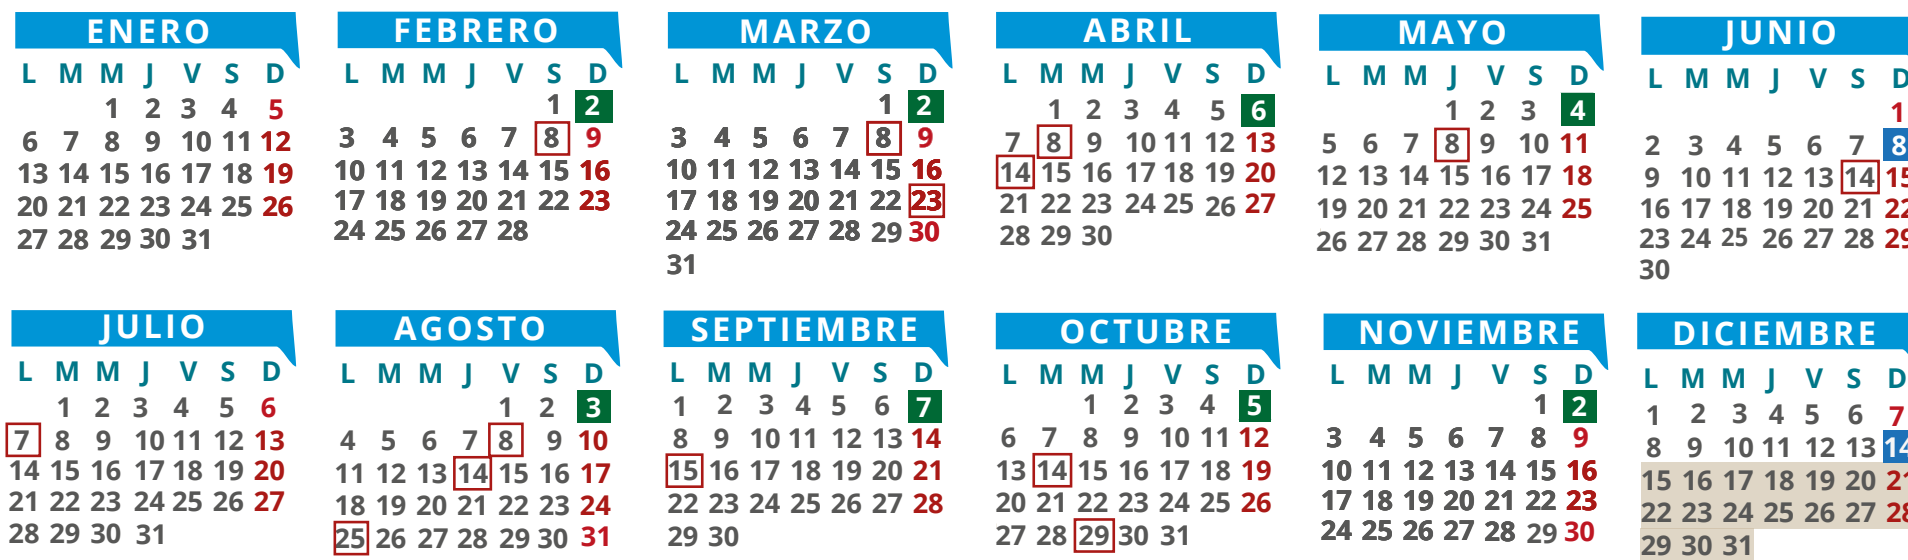 ENERO
L M M J V S D
1 2 3 4 5
6 7 8 9 10 11 12
13 14 15 16 17 18 19
20 21 22 23 24 25 26
27 28 29 30 31
FEBRERO
L M M J V S D
1 2
3 4 5 6 7 8 9
10 11 12 13 14 15 16
17 18 19 20 21 22 23
24 25 26 27 28
MARZO
L M M J V S D
1 2
3 4 5 6 7 8 9
10 11 12 13 14 15 16
17 18 19 20 21 22 23
24 25 26 27 28 29 30
31
ABRIL
L M M J V S D
1 2 3 4 5 6
7 8 9 10 11 12 13
14 15 16 17 18 19 20
21 22 23 24 25 26 27
28 29 30
MAYO
L M M J V S D
1 2 3 4
5 6 7 8 9 10 11
12 13 14 15 16 17 18
19 20 21 22 23 24 25
26 27 28 29 30 31
JUNIO
L M M J V S D
1
2 3 4 5 6 7 8
9 10 11 12 13 14 15
16 17 18 19 20 21 22
23 24 25 26 27 28 29
30
JULIO
L M M J V S D
1 2 3 4 5 6
7 8 9 10 11 12 13
14 15 16 17 18 19 20
21 22 23 24 25 26 27
28 29 30 31
AGOSTO
L M M J V S D
1 2 3
4 5 6 7 8 9 10
11 12 13 14 15 16 17
18 19 20 21 22 23 24
25 26 27 28 29 30 31
SEPTIEMBRE
L M M J V S D
1 2 3 4 5 6 7
8 9 10 11 12 13 14
15 16 17 18 19 20 21
22 23 24 25 26 27 28
29 30
OCTUBRE
L M M J V S D
1 2 3 4 5
6 7 8 9 10 11 12
13 14 15 16 17 18 19
20 21 22 23 24 25 26
27 28 29 30 31
NOVIEMBRE
L M M J V S D
1 2
3 4 5 6 7 8 9
10 11 12 13 14 15 16
17 18 19 20 21 22 23
24 25 26 27 28 29 30
DICIEMBRE
L M M J V S D
1 2 3 4 5 6 7
8 9 10 11 12 13 14
15 16 17 18 19 20 21
22 23 24 25 26 27 28
29 30 31